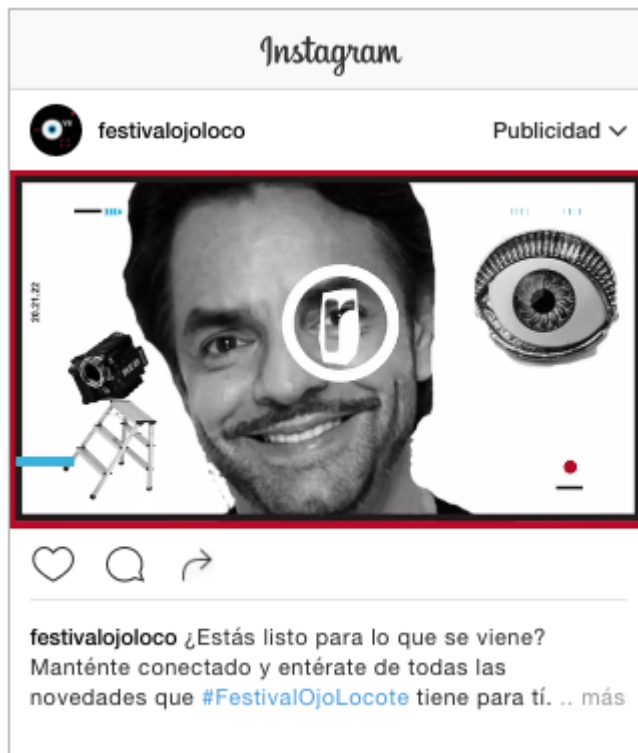 Instagram
festivalojoloco
Publicidad
20.21.22
festivalojoloco ¿Estás listo para lo que se viene?
Manténte conectado y entérate de todas las
novedades que #FestivalOjoLocote tiene para tí. .. más